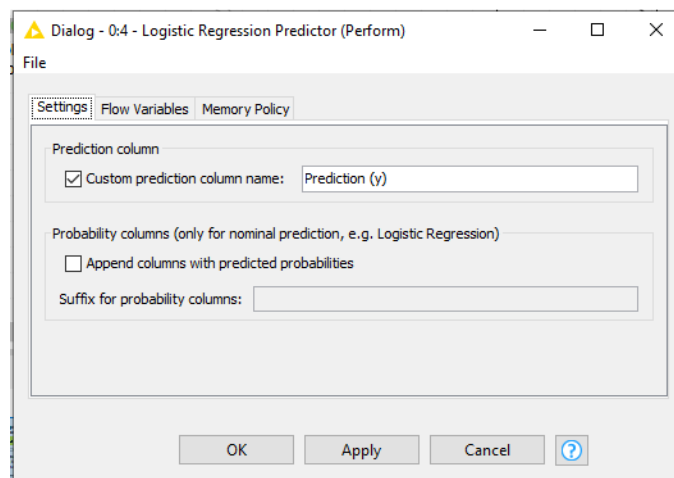 Dialog - 0:4 - Logistic Regression Predictor (Perform)
File
Settings Flow Variables Memory Policy
Prediction column
Custom prediction column name: Prediction (y)
Probability columns (only for nominal prediction, e.g. Logistic Regression)
Append columns with predicted probabilities
Suffix for probability columns:
OK Apply Cancel ?